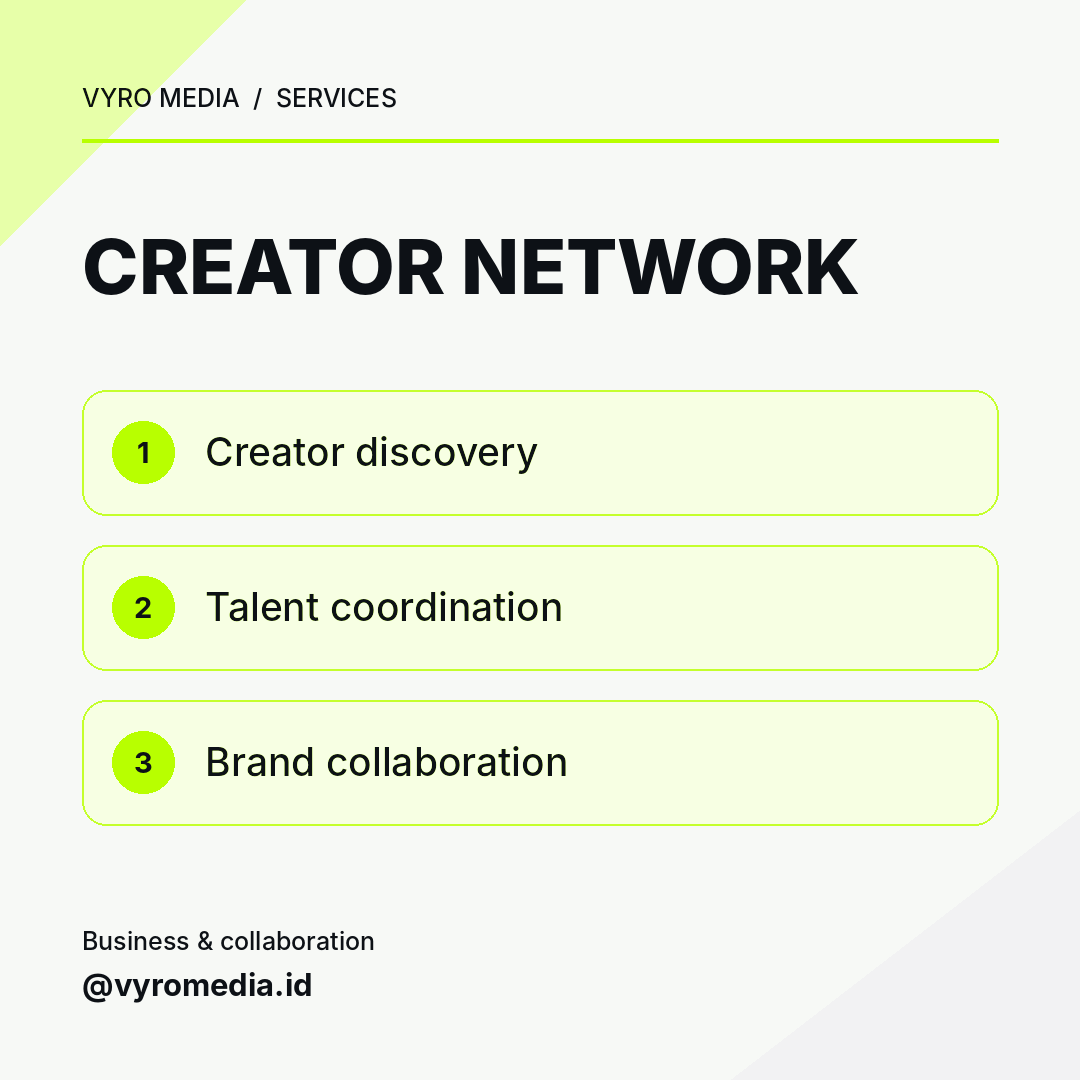 VYRO MEDIA / SERVICES
CREATOR NETWORK
1 Creator discovery
2 Talent coordination
3 Brand collaboration
Business & collaboration
@vyromedia.id